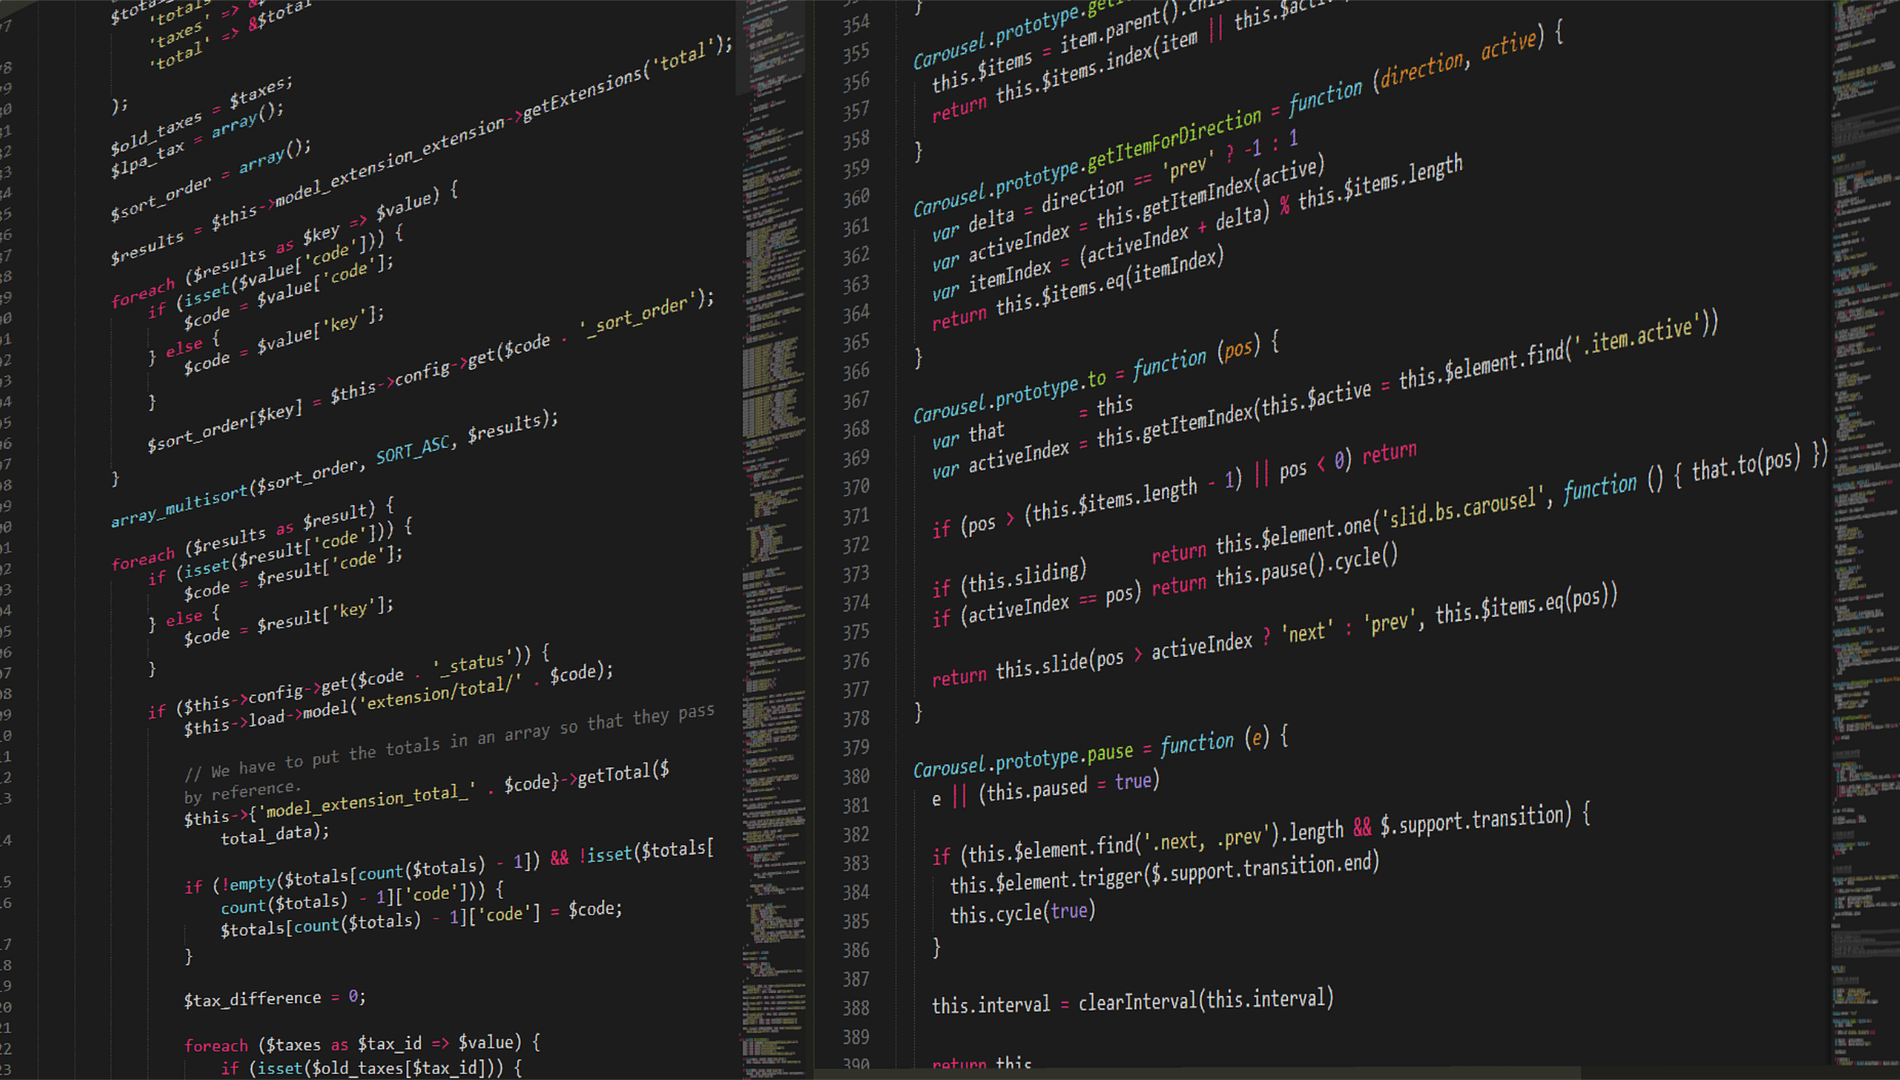 'totals
'taxes' => &
'total' => &$total
);
$old_taxes = $taxes;
$lpa_tax = array();
$sort_order = array();
$results = $this->model_extension_extension->getExtensions('total');
foreach ($results as $key => $value) {
if (isset($value['code'])) {
$code = $value['code'];
} else {
$code = $value['key'];
}
$sort_order[$key] = $this->config->get($code . '_sort_order');
}
array_multisort($sort_order, SORT_ASC, $results);
foreach ($results as $result) {
if (isset($result['code'])) {
$code = $result['code'];
} else {
$code = $result['key'];
}
if ($this->config->get($code . '_status')) {
$this->load->model('extension/total/' . $code);
// We have to put the totals in an array so that they pass
by reference.
$this->{'model_extension_total_' . $code}->getTotal($
total_data);
if (!empty($totals[count($totals) - 1]) && !isset($totals[
count($totals) - 1]['code'])) {
$totals[count($totals) - 1]['code'] = $code;
}
$tax_difference = 0;
foreach ($taxes as $tax_id => $value) {
if (isset($old_taxes[$tax_id])) {
}
354
355 Carousel.prototype.
356 this.$items = item.parent().
357 return this.$items.index(item || this.
358 }
359
360 Carousel.prototype.getItemForDirection = function (direction, active) {
361 var delta = direction == 'prev' ? -1 : 1
362 var activeIndex = this.getItemIndex(active)
363 var itemIndex = (activeIndex + delta) % this.$items.length
364 return this.$items.eq(itemIndex)
365 }
366
367 Carousel.prototype.to = function (pos) {
368 var that = this
369 var activeIndex = this.getItemIndex(this.$active = this.$element.find('.item.active'))
370
371 if (pos > (this.$items.length - 1) || pos < 0) return
372
373 if (this.sliding) return this.$element.one('slid.bs.carousel', function () { that.to(pos) })
374 if (activeIndex == pos) return this.pause().cycle()
375
376 return this.slide(pos > activeIndex ? 'next' : 'prev', this.$items.eq(pos))
377 }
378
379 Carousel.prototype.pause = function (e) {
380 e || (this.paused = true)
381
382 if (this.$element.find('.next, .prev').length && $.support.transition) {
383 this.$element.trigger($.support.transition.end)
384 this.cycle(true)
385 }
386
387 this.interval = clearInterval(this.interval)
388
389 return this
390